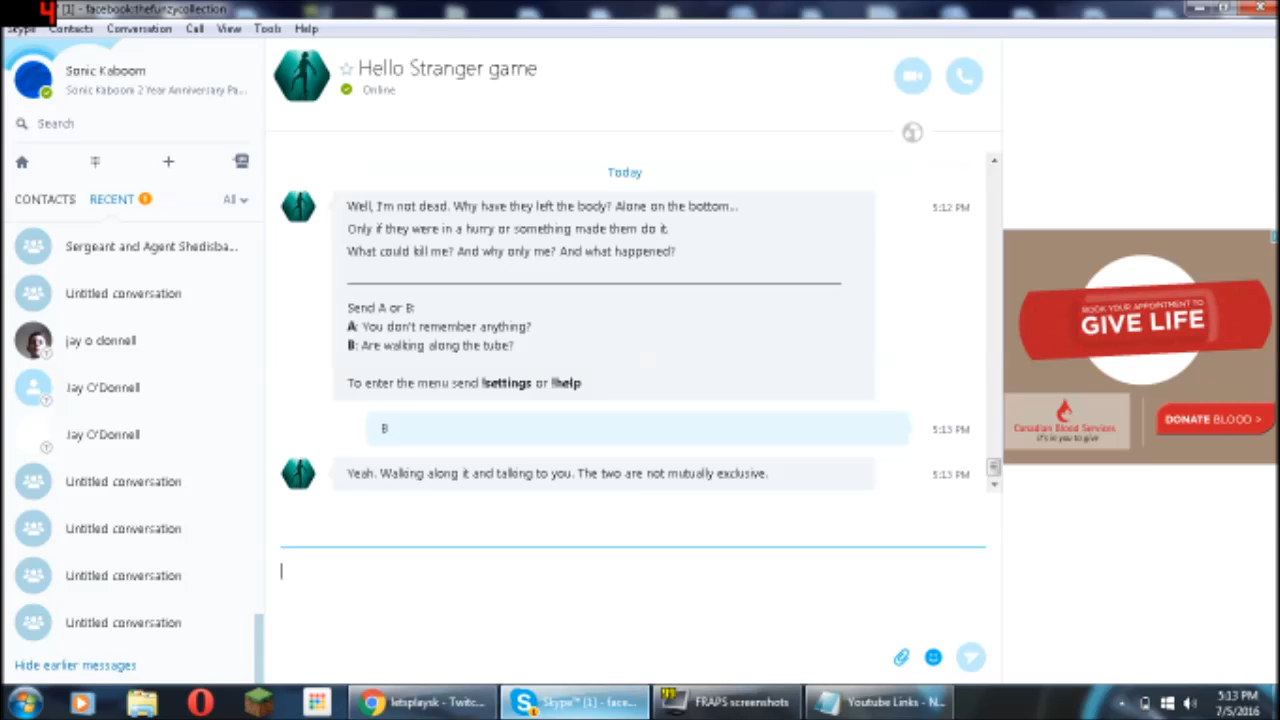 [1] - facebook:thefunzycollection
4
Skype Contacts Conversation Call View Tools Help
Sonic Kaboom
Sonic Kaboom 2 Year Anniversary Pa...
Search
CONTACTS RECENT All
Sergeant and Agent Shedisba...
Untitled conversation
jay o donnell
Jay O'Donnell
Jay O'Donnell
Untitled conversation
Untitled conversation
Untitled conversation
Untitled conversation
Hide earlier messages
Hello Stranger game
Online
Today
Well, I'm not dead. Why have they left the body? Alone on the bottom...
5:12 PM
Only if they were in a hurry or something made them do it.
What could kill me? And why only me? And what happened?
Send A or B:
A: You don't remember anything?
B: Are walking along the tube?
To enter the menu send !settings or !help
B
5:13 PM
Yeah. Walking along it and talking to you. The two are not mutually exclusive.
5:13 PM
BOOK YOUR APPOINTMENT TO
GIVE LIFE
Canadian Blood Services
it's in you to give
DONATE BLOOD >
letsplaysk - Twitc...
Skype™ [1] - face...
FRAPS screenshots
Youtube Links - N...
5:13 PM
7/5/2016